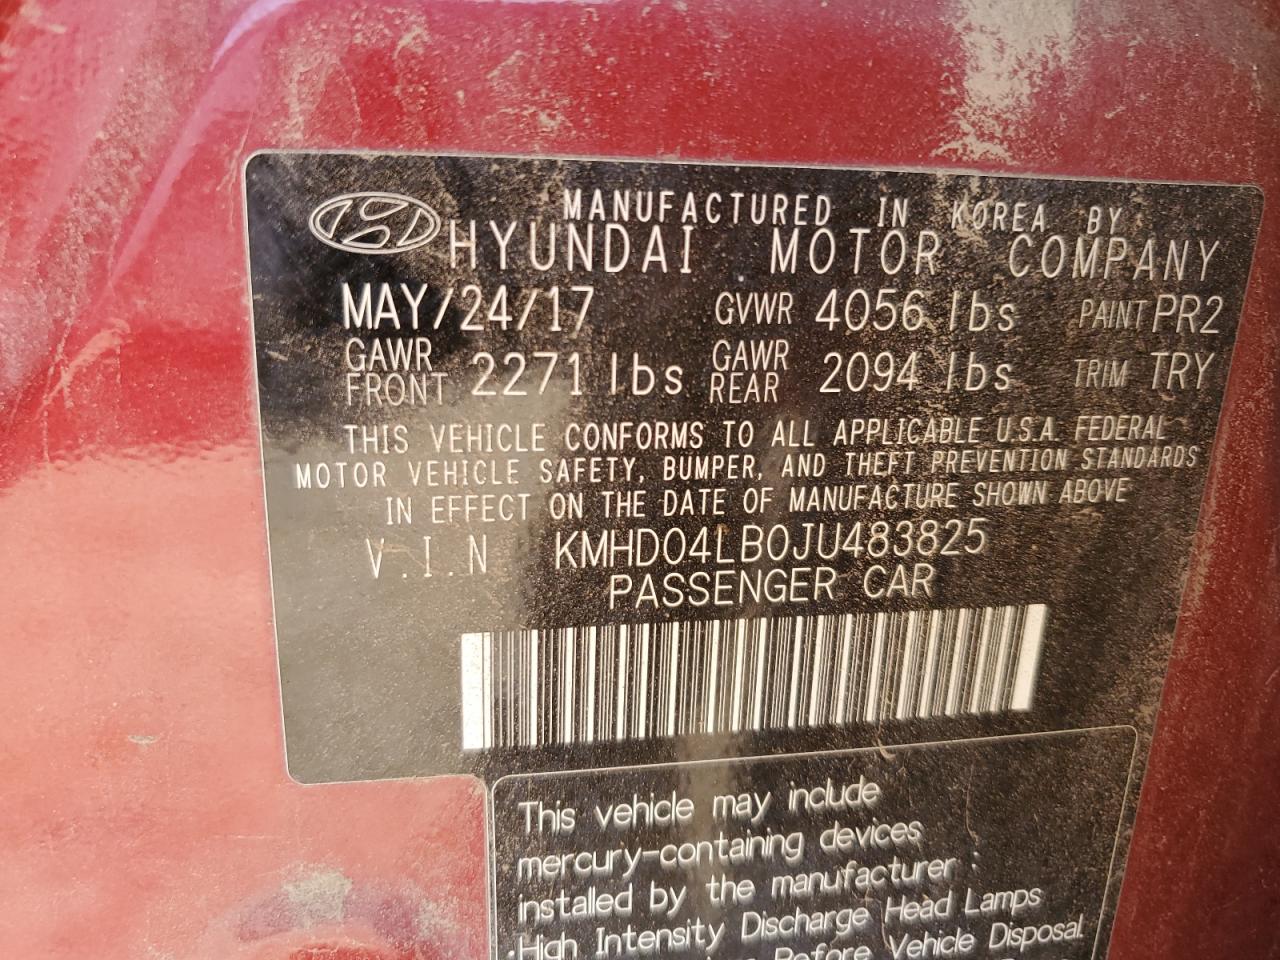 MANUFACTURED IN KOREA BY
HYUNDAI MOTOR COMPANY
MAY/24/17 GVWR 4056 lbs PAINT PR2
GAWR FRONT 2271 lbs GAWR REAR 2094 lbs TRIM TRY
THIS VEHICLE CONFORMS TO ALL APPLICABLE U.S.A. FEDERAL
MOTOR VEHICLE SAFETY, BUMPER, AND THEFT PREVENTION STANDARDS
IN EFFECT ON THE DATE OF MANUFACTURE SHOWN ABOVE
V.I.N KMHD04LB0JU483825
PASSENGER CAR
This vehicle may include
mercury-containing devices
installed by the manufacturer :
·High Intensity Discharge Head Lamps
Before Vehicle Disposal